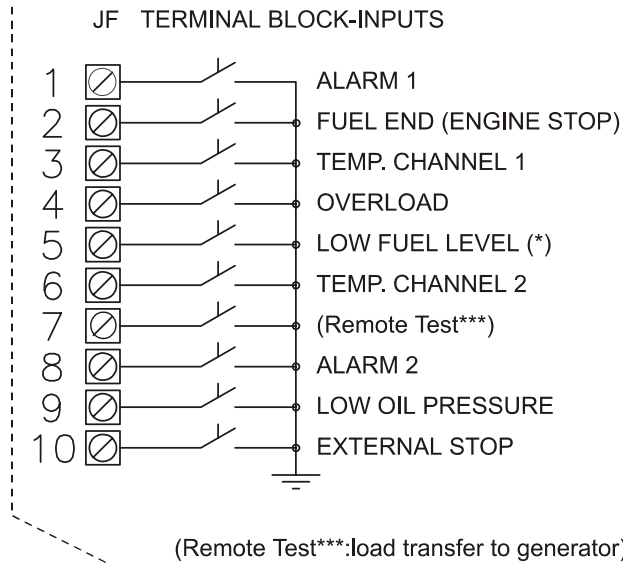 JF TERMINAL BLOCK-INPUTS
1 ALARM 1
2 FUEL END (ENGINE STOP)
3 TEMP. CHANNEL 1
4 OVERLOAD
5 LOW FUEL LEVEL (*)
6 TEMP. CHANNEL 2
7 (Remote Test***)
8 ALARM 2
9 LOW OIL PRESSURE
10 EXTERNAL STOP
(Remote Test***:load transfer to generator)